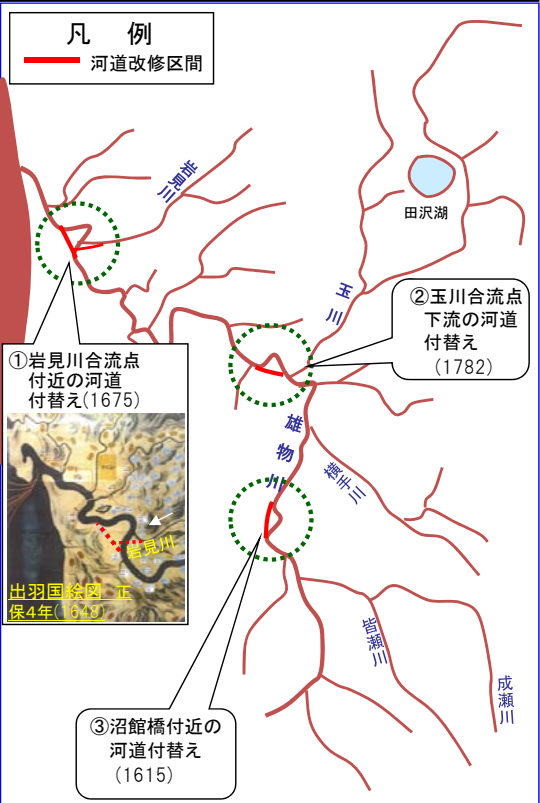 凡 例
河道改修区間
岩見川
田沢湖
玉川
②玉川合流点
下流の河道
付替え
(1782)
①岩見川合流点
付近の河道
付替え(1675)
岩見川
出羽国絵図 正
保4年(1648)
雄物川
横手川
皆瀬川
成瀬川
③沼館橋付近の
河道付替え
(1615)